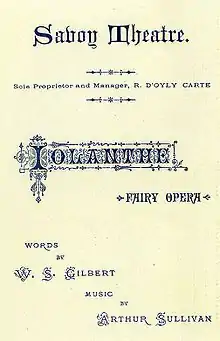 Savoy Theatre.
Sole Proprietor and Manager, R. D'OYLY CARTE
IOLANTHE
FAIRY OPERA
WORDS
BY
W. S. GILBERT
MUSIC
BY
ARTHUR SULLIVAN